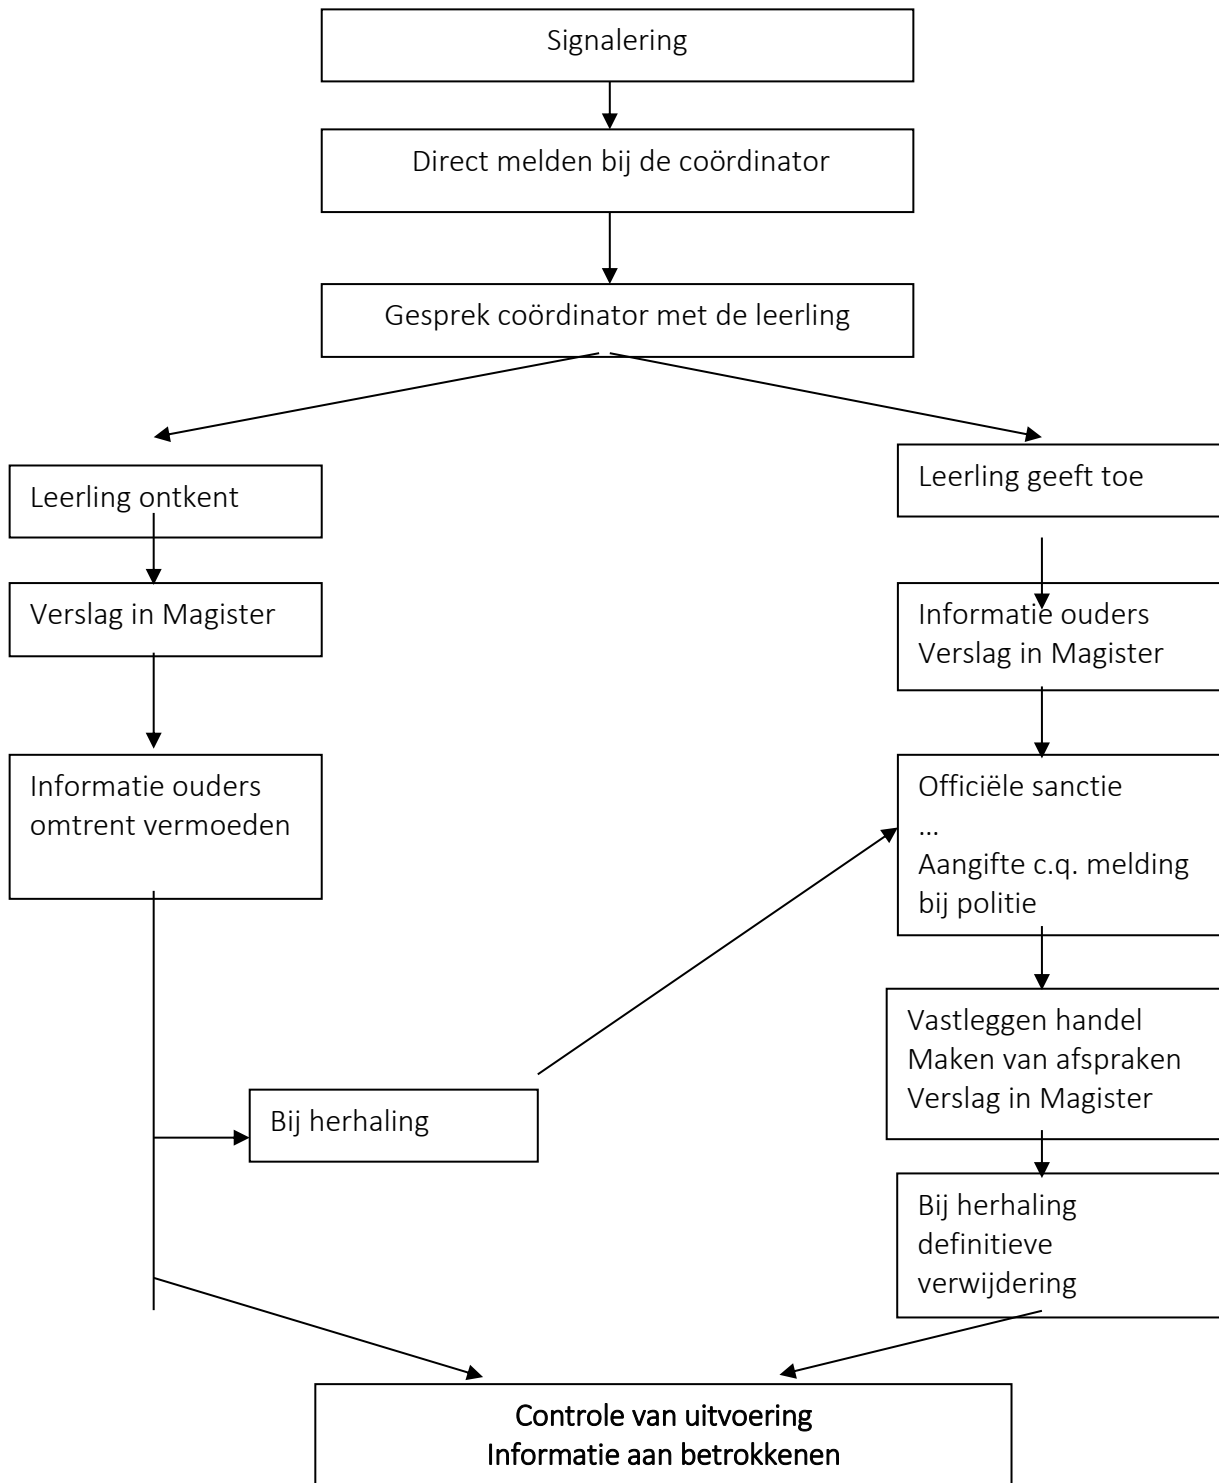 Signalering
Direct melden bij de coördinator
Gesprek coördinator met de leerling
Leerling ontkent
Verslag in Magister
Informatie ouders
omtrent vermoeden
Bij herhaling
Leerling geeft toe
Informatie ouders
Verslag in Magister
Officiële sanctie
...
Aangifte c.q. melding
bij politie
Vastleggen handel
Maken van afspraken
Verslag in Magister
Bij herhaling
definitieve
verwijdering
Controle van uitvoering
Informatie aan betrokkenen